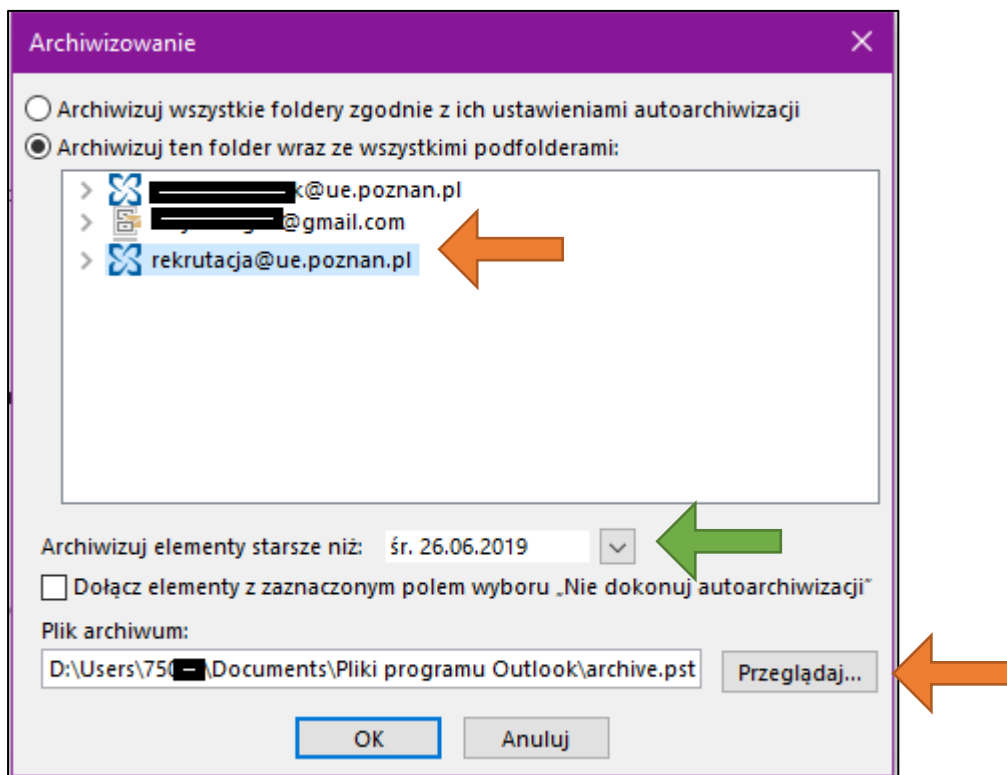 Archiwizowanie
Archiwizuj wszystkie foldery zgodnie z ich ustawieniami autoarchiwizacji
Archiwizuj ten folder wraz ze wszystkimi podfolderami:
k@ue.poznan.pl
@gmail.com
rekrutacja@ue.poznan.pl
Archiwizuj elementy starsze niż: śr. 26.06.2019
Dołącz elementy z zaznaczonym polem wyboru „Nie dokonuj autoarchiwizacji”
Plik archiwum:
D:\Users\750 \Documents\Pliki programu Outlook\archive.pst Przeglądaj...
OK Anuluj